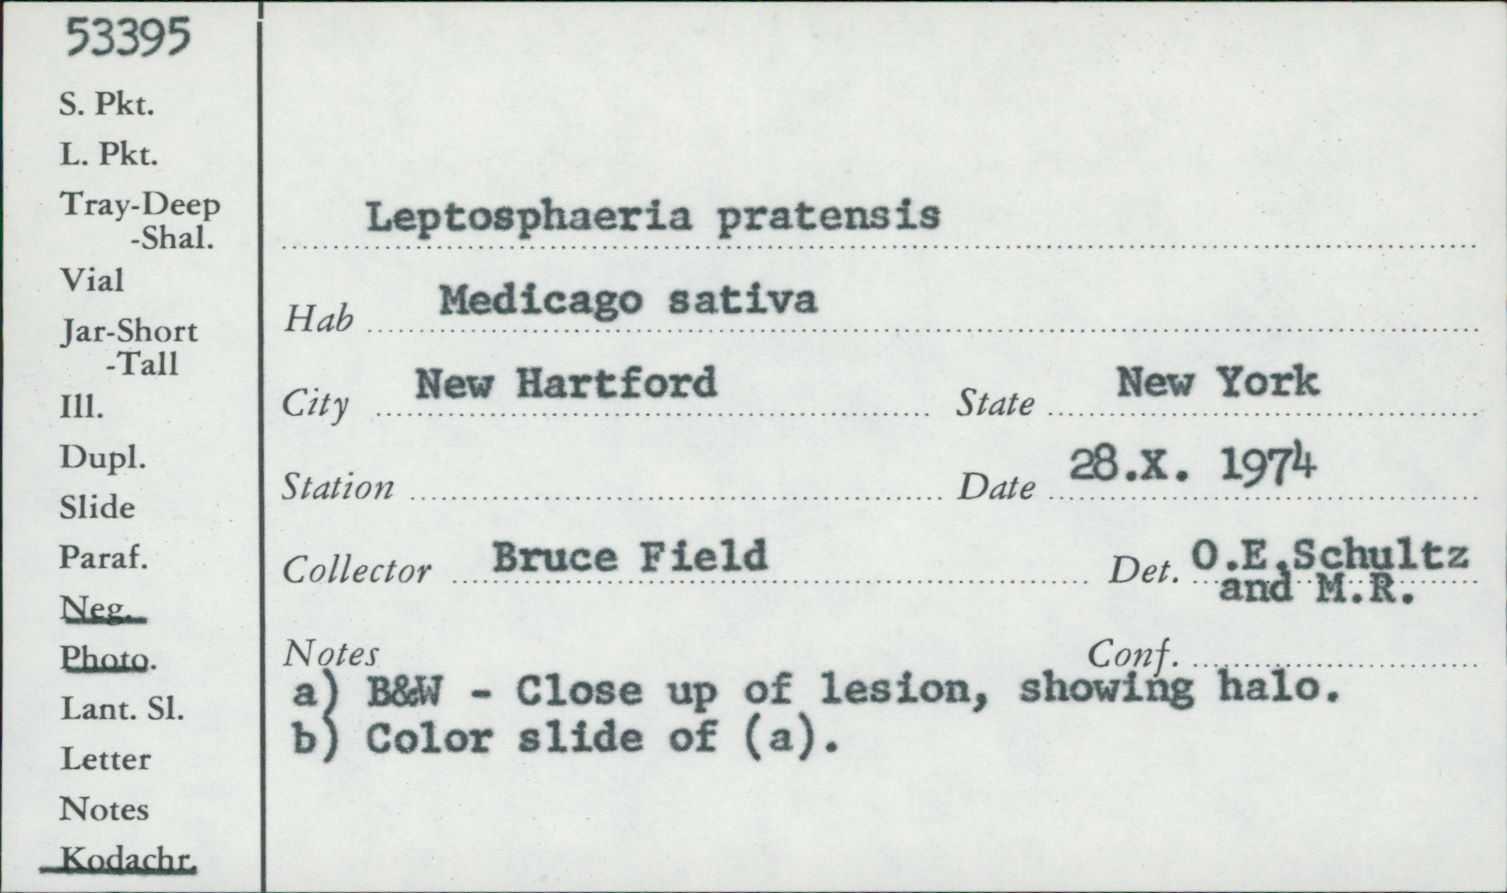 53395
S. Pkt.
L. Pkt.
Tray-Deep
-Shal.
Vial
Jar-Short
-Tall
Ill.
Dupl.
Slide
Paraf.
Neg.
Photo.
Lant. Sl.
Letter
Notes
Kodachr.
Leptosphaeria pratensis
Hab Medicago sativa
City New Hartford State New York
Station Date 28.X. 1974
Collector Bruce Field Det. O.E.Schultz
and M.R.
Notes Conf.
a) B&W - Close up of lesion, showing halo.
b) Color slide of (a).